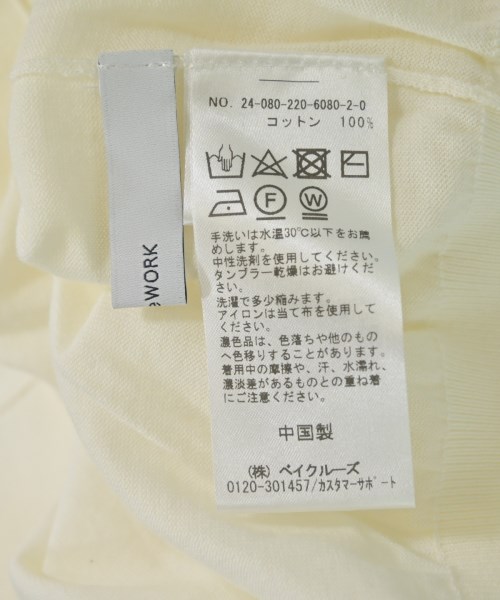 NO. 24-080-220-6080-2-0
コットン 100%
F
W
手洗いは水温30℃以下をお薦
めします。
中性洗剤を使用してください。
タンブラー乾燥はお避けくだ
さい。
洗濯で多少縮みます。
アイロンは当て布を使用して
ください。
濃色品は、色落ちや他のもの
へ色移りすることがあります。
着用中の摩擦や、汗、水濡れ、
濃淡差があるものとの重ね着
にご注意ください。
中国製
(株) ベイクルーズ
0120-301457/カスタマーサポート
WORK